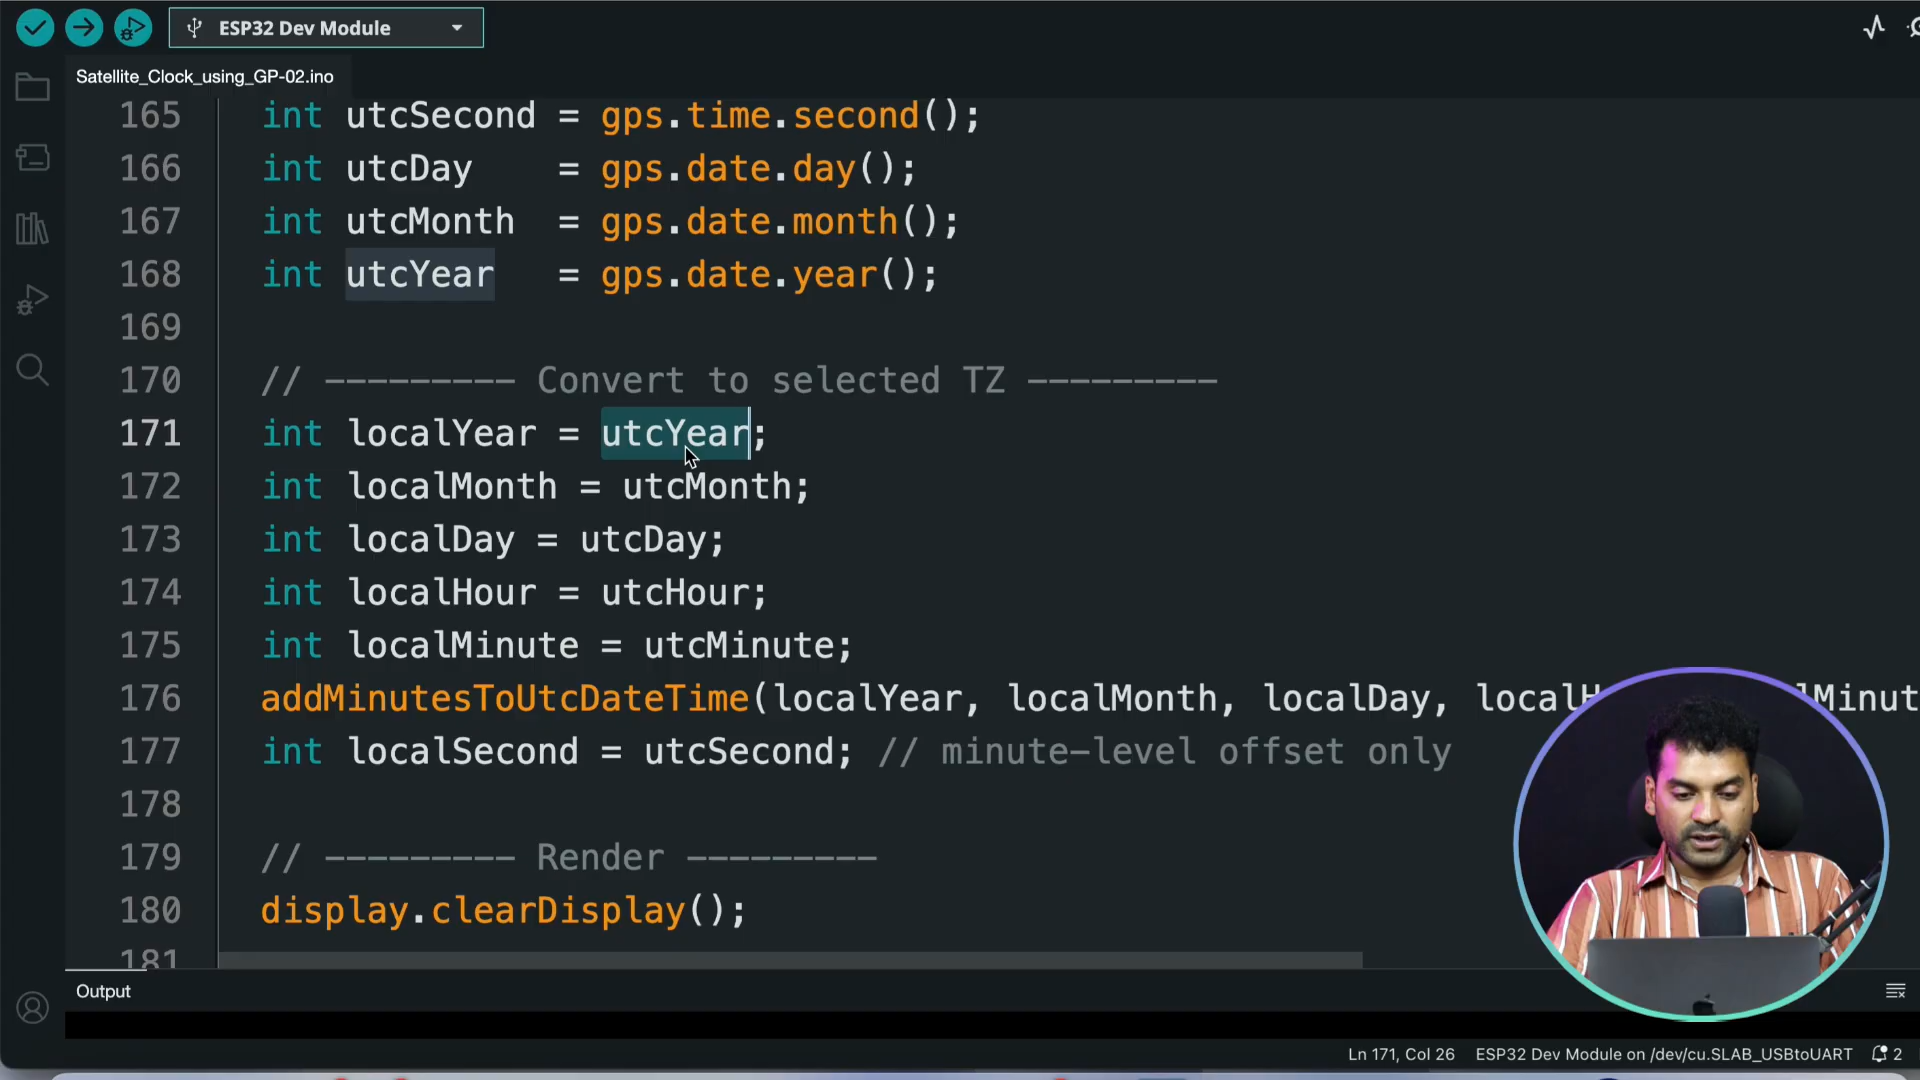 ESP32 Dev Module
Satellite_Clock_using_GP-02.ino
165 int utcSecond = gps.time.second();
166 int utcDay    = gps.date.day();
167 int utcMonth  = gps.date.month();
168 int utcYear   = gps.date.year();
169
170 // --------- Convert to selected TZ ---------
171 int localYear = utcYear;
172 int localMonth = utcMonth;
173 int localDay = utcDay;
174 int localHour = utcHour;
175 int localMinute = utcMinute;
176 addMinutesToUtcDateTime(localYear, localMonth, localDay, localH lMinut
177 int localSecond = utcSecond; // minute-level offset only
178
179 // --------- Render ---------
180 display.clearDisplay();
181
Output
Ln 171, Col 26 ESP32 Dev Module on /dev/cu.SLAB_USBtoUART 2